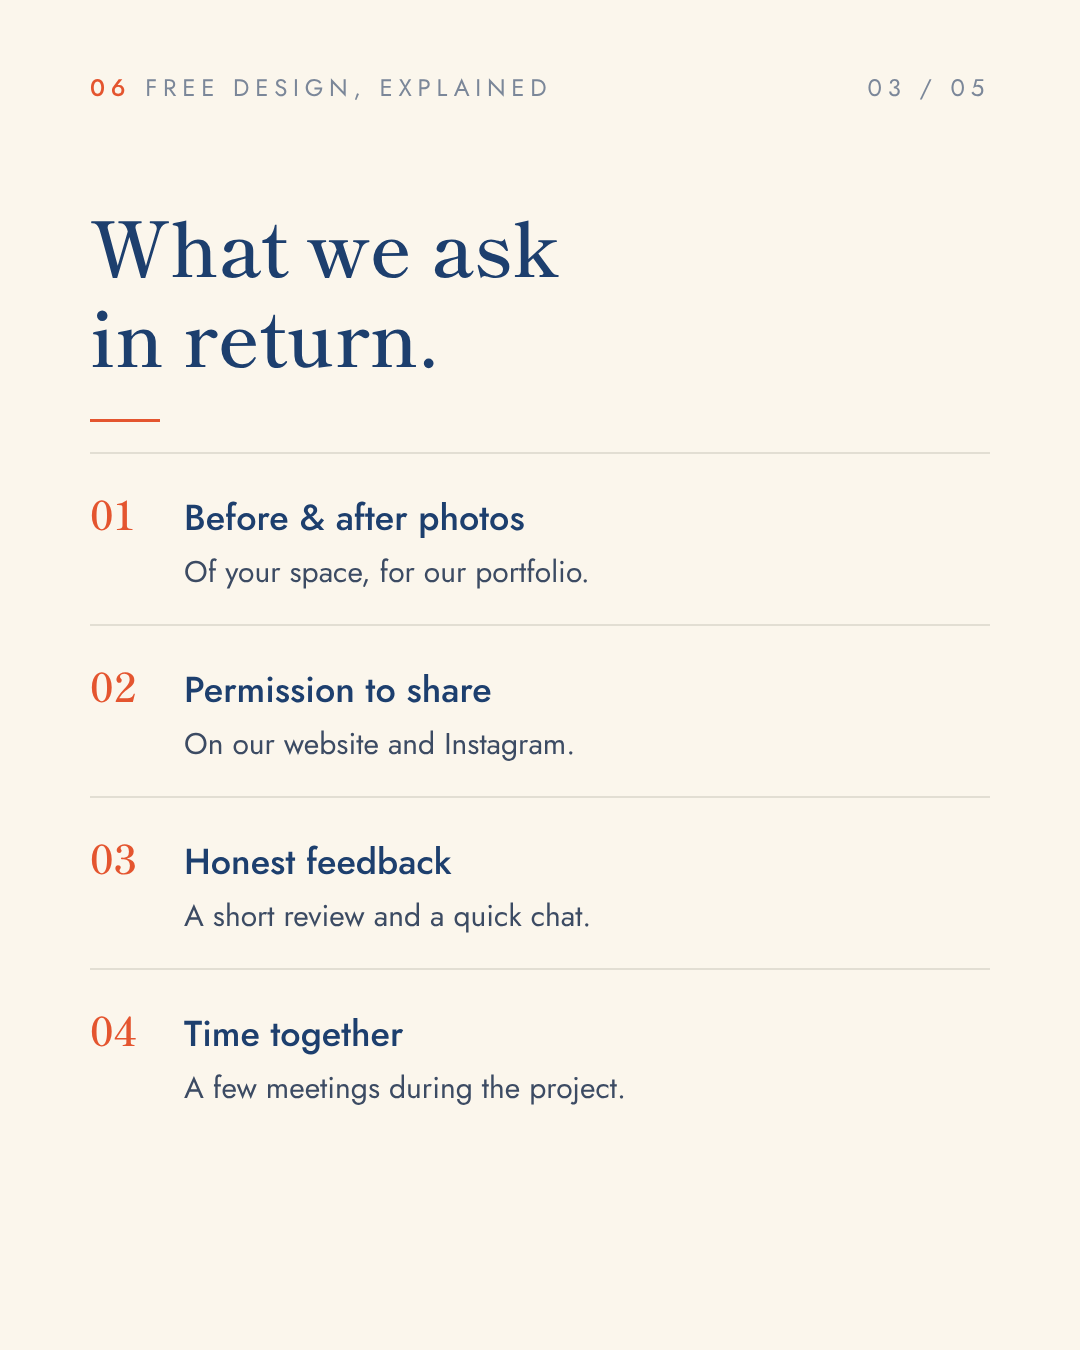 06 FREE DESIGN, EXPLAINED 03 / 05
What we ask
in return.
01 Before & after photos
Of your space, for our portfolio.
02 Permission to share
On our website and Instagram.
03 Honest feedback
A short review and a quick chat.
04 Time together
A few meetings during the project.